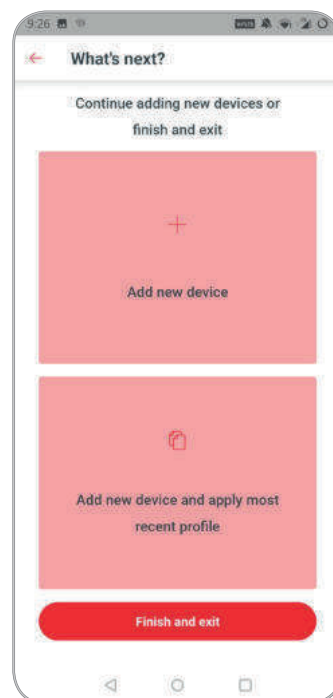 9:26
What's next?
Continue adding new devices or
finish and exit
Add new device
Add new device and apply most
recent profile
Finish and exit